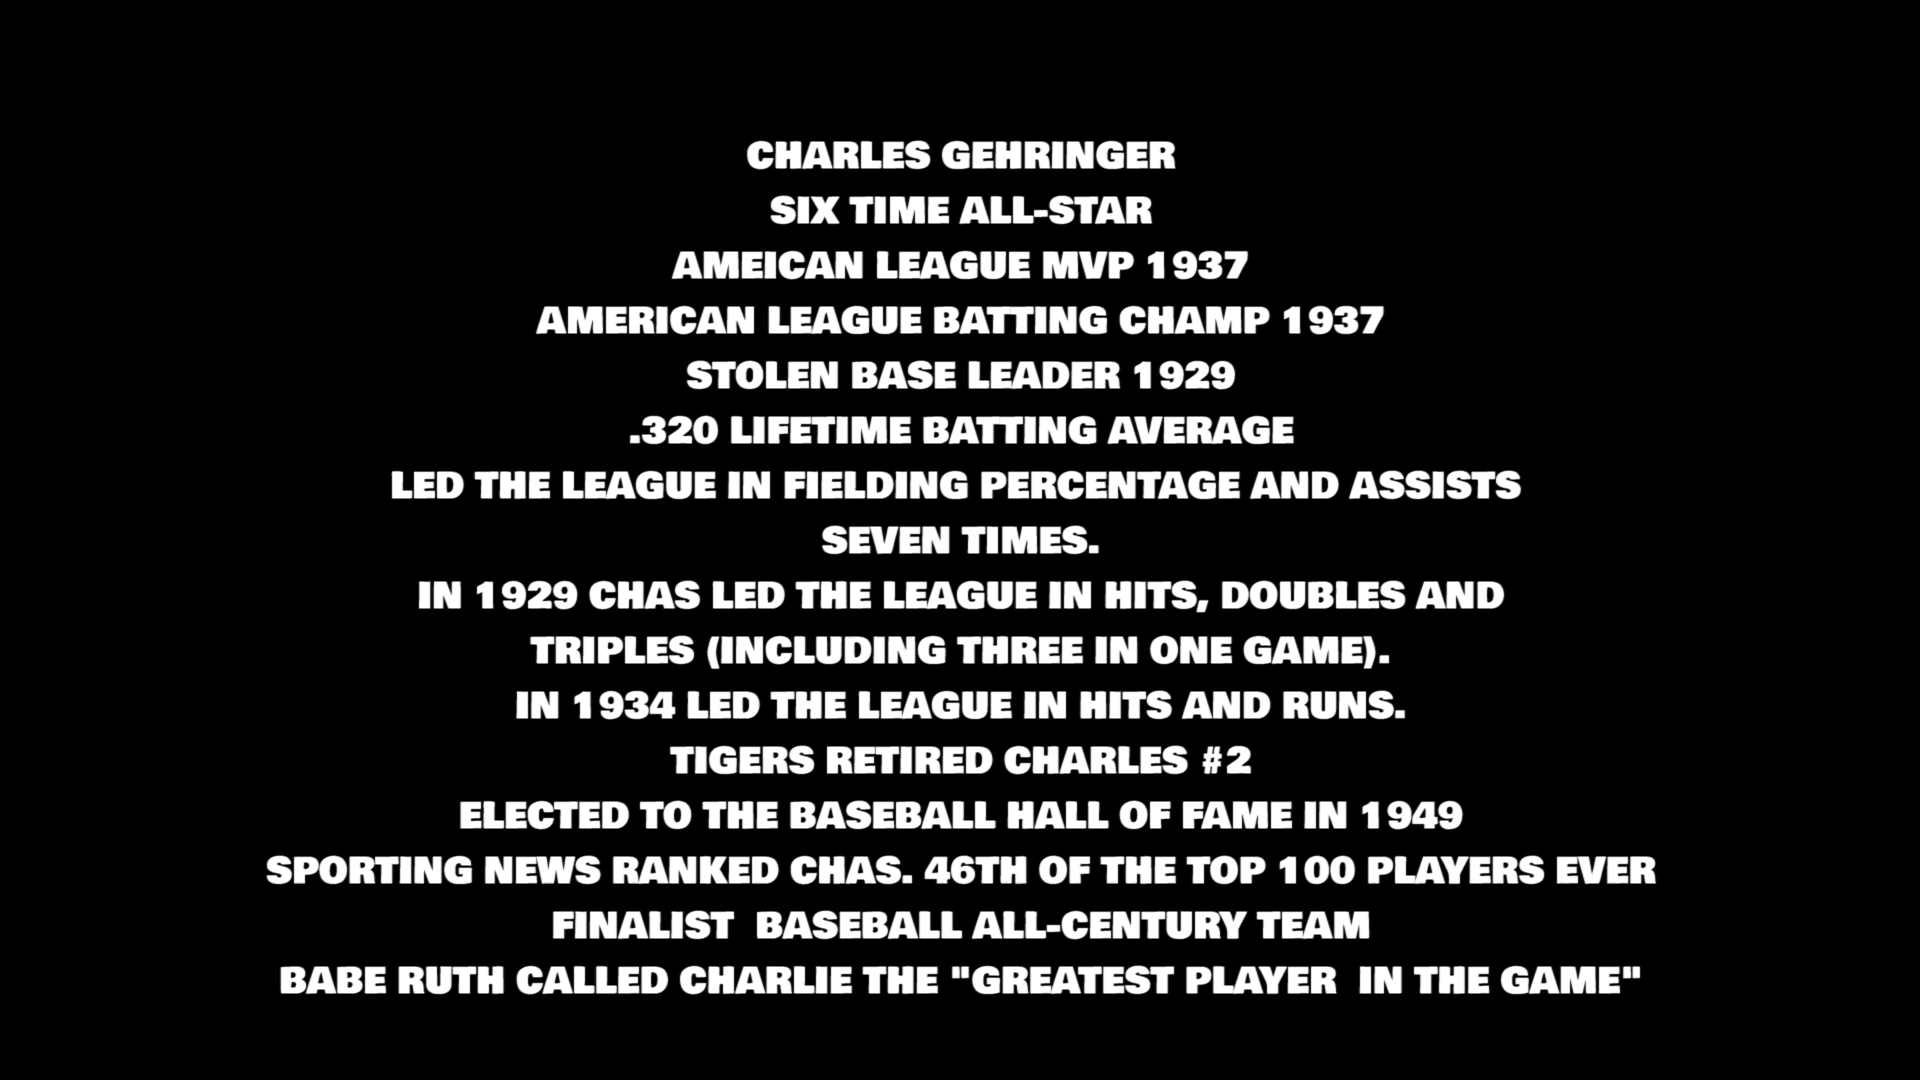 CHARLES GEHRINGER
SIX TIME ALL-STAR
AMEICAN LEAGUE MVP 1937
AMERICAN LEAGUE BATTING CHAMP 1937
STOLEN BASE LEADER 1929
.320 LIFETIME BATTING AVERAGE
LED THE LEAGUE IN FIELDING PERCENTAGE AND ASSISTS
SEVEN TIMES.
IN 1929 CHAS LED THE LEAGUE IN HITS, DOUBLES AND
TRIPLES (INCLUDING THREE IN ONE GAME).
IN 1934 LED THE LEAGUE IN HITS AND RUNS.
TIGERS RETIRED CHARLES #2
ELECTED TO THE BASEBALL HALL OF FAME IN 1949
SPORTING NEWS RANKED CHAS. 46TH OF THE TOP 100 PLAYERS EVER
FINALIST  BASEBALL ALL-CENTURY TEAM
BABE RUTH CALLED CHARLIE THE "GREATEST PLAYER  IN THE GAME"